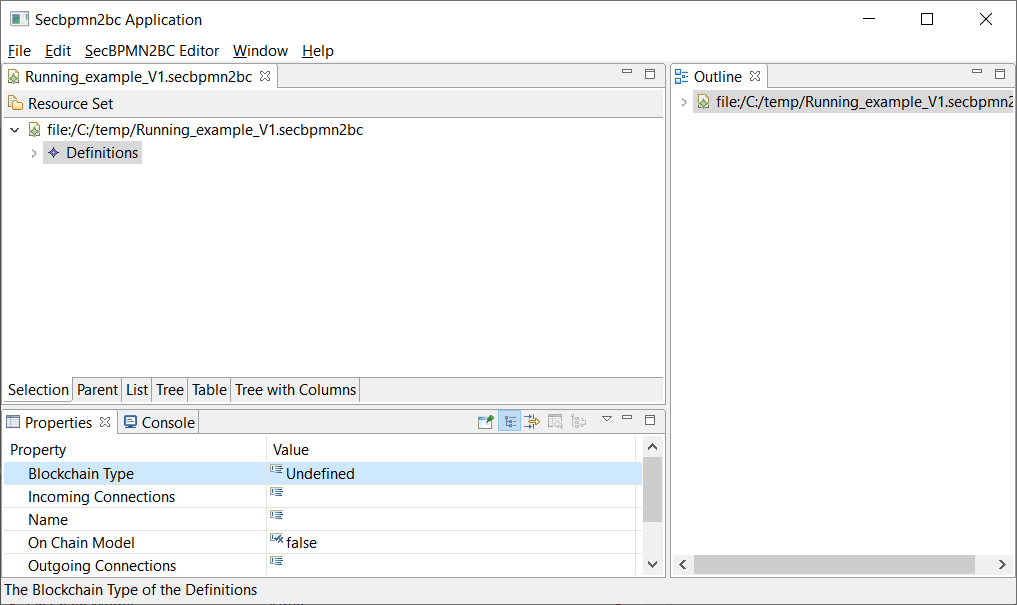 Secbpmn2bc Application
File Edit SecBPMN2BC Editor Window Help
Running_example_V1.secbpmn2bc
Resource Set
file:/C:/temp/Running_example_V1.secbpmn2bc
Definitions
Selection Parent List Tree Table Tree with Columns
Outline
file:/C:/temp/Running_example_V1.secbpmn2
Properties Console
Property Value
Blockchain Type Undefined
Incoming Connections
Name
On Chain Model false
Outgoing Connections
The Blockchain Type of the Definitions